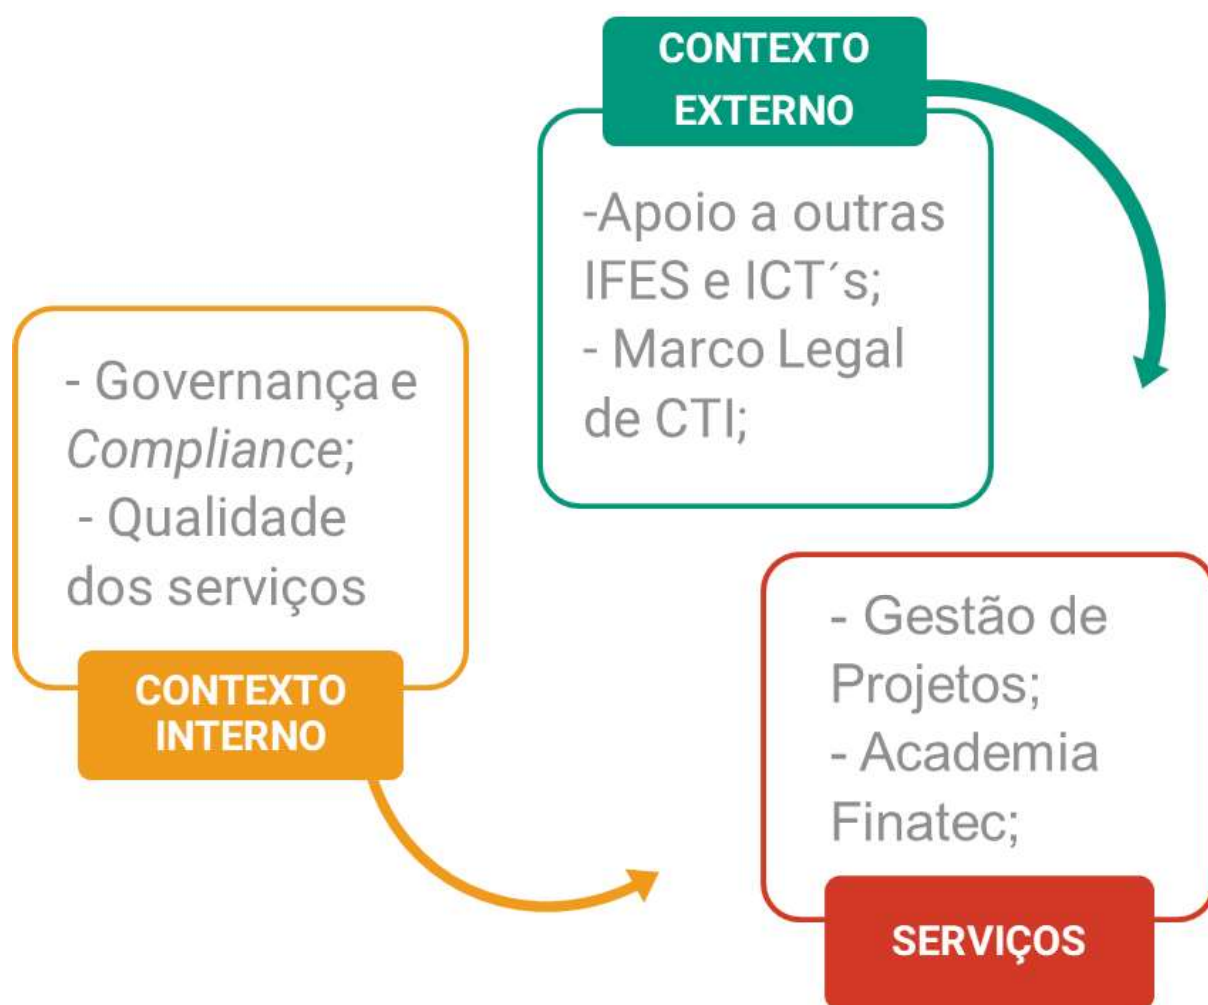 CONTEXTO
EXTERNO
-Apoio a outras
IFES e ICT´s;
- Marco Legal
de CTI;
- Governança e
Compliance;
- Qualidade
dos serviços
CONTEXTO
INTERNO
- Gestão de
Projetos;
- Academia
Finatec;
SERVIÇOS